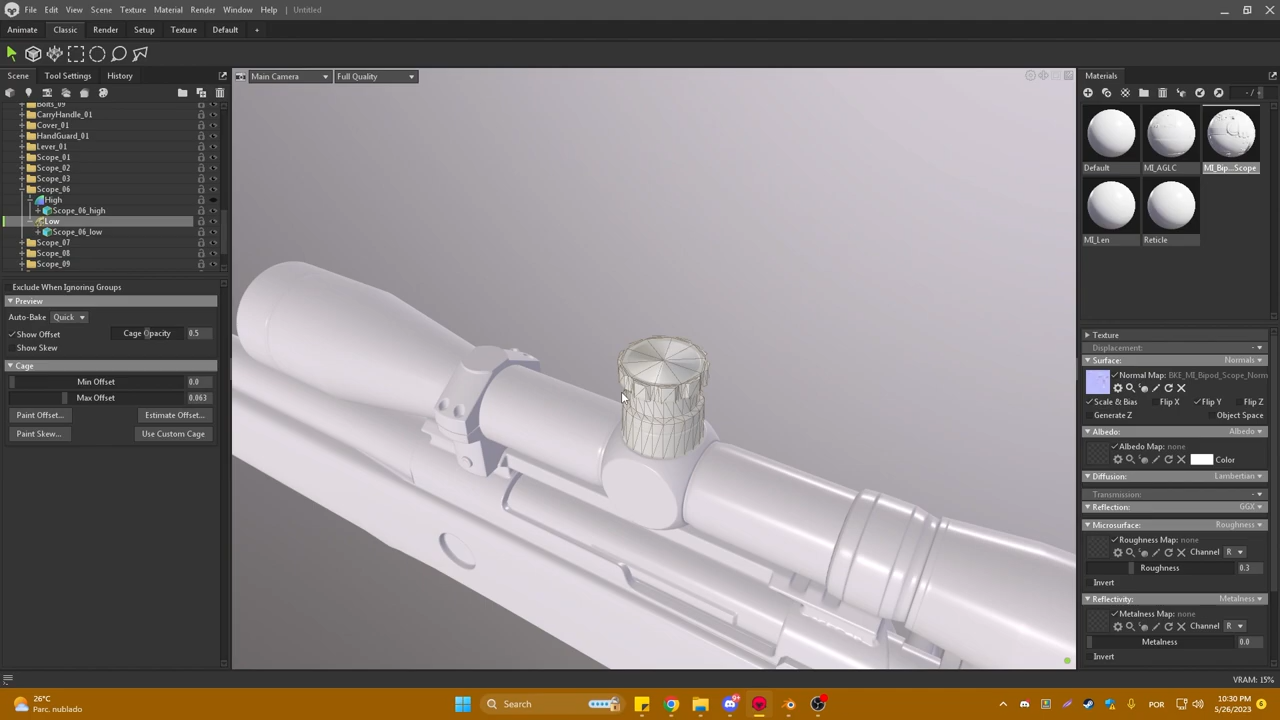 File Edit View Scene Texture Material Render Window Help Untitled
Animate Classic Render Setup Texture Default +
Scene Tool Settings History
Main Camera Full Quality
Materials
Bolts_09
CarryHandle_01
Cover_01
HandGuard_01
Lever_01
Scope_01
Scope_02
Scope_03
Scope_06
High
Scope_06_high
Low
Scope_06_low
Scope_07
Scope_08
Scope_09
Exclude When Ignoring Groups
Preview
Auto-Bake Quick
Show Offset Cage Opacity 0.5
Show Skew
Cage
Min Offset 0.0
Max Offset 0.063
Paint Offset... Estimate Offset...
Paint Skew... Use Custom Cage
Default MI_AGLC MI_Bip...Scope
MI_Len Reticle
Texture
Displacement:
Surface: Normals
Normal Map: BKE_MI_Bipod_Scope_Norm
Scale & Bias Flip X Flip Y Flip Z
Generate Z Object Space
Albedo: Albedo
Albedo Map: none
Color
Diffusion: Lambertian
Transmission:
Reflection: GGX
Microsurface: Roughness
Roughness Map: none
Channel R
Roughness 0.3
Invert
Reflectivity: Metalness
Metalness Map: none
Channel R
Metalness 0.0
Invert
VRAM: 15%
26°C
Parc. nublado
Search
POR
10:30 PM
5/26/2023